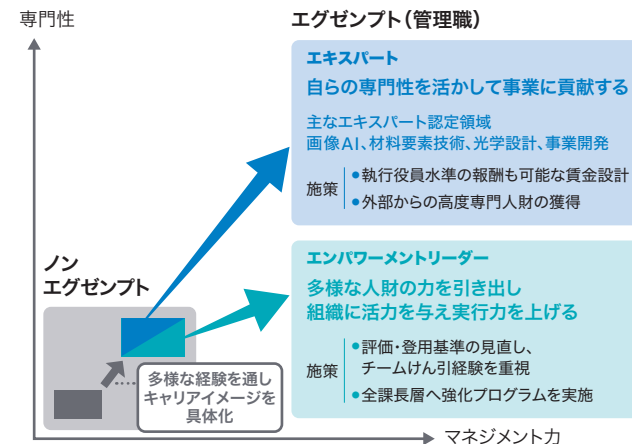 専門性
エグゼンプト(管理職)
エキスパート
自らの専門性を活かして事業に貢献する
主なエキスパート認定領域
画像AI、材料要素技術、光学設計、事業開発
施策
●執行役員水準の報酬も可能な賃金設計
●外部からの高度専門人財の獲得
エンパワーメントリーダー
多様な人財の力を引き出し
組織に活力を与え実行力を上げる
施策
●評価・登用基準の見直し、
チームけん引経験を重視
●全課長層へ強化プログラムを実施
ノン
エグゼンプト
多様な経験を通し
キャリアイメージを
具体化
マネジメント力